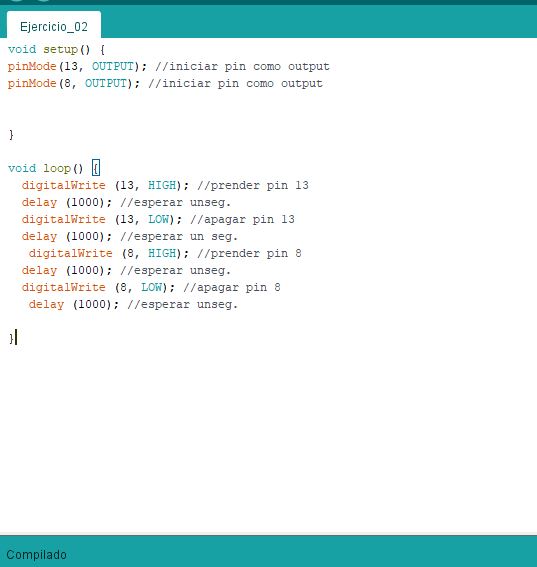 Ejercicio_02
void setup() {
pinMode(13, OUTPUT); //iniciar pin como output
pinMode(8, OUTPUT); //iniciar pin como output
}
void loop() {
digitalWrite (13, HIGH); //prender pin 13
delay (1000); //esperar unseg.
digitalWrite (13, LOW); //apagar pin 13
delay (1000); //esperar un seg.
digitalWrite (8, HIGH); //prender pin 8
delay (1000); //esperar unseg.
digitalWrite (8, LOW); //apagar pin 8
delay (1000); //esperar unseg.
}
Compilado